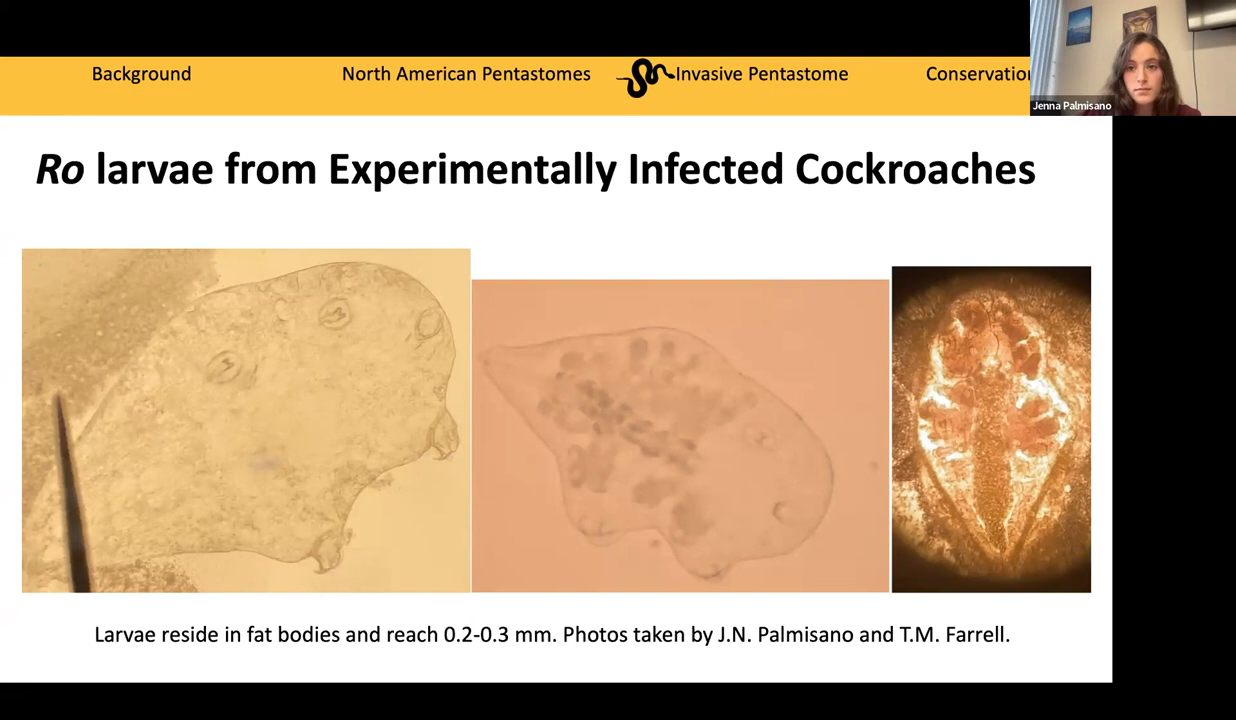 Background North American Pentastomes Invasive Pentastome Conservation
Jenna Palmisano
Ro larvae from Experimentally Infected Cockroaches
Larvae reside in fat bodies and reach 0.2-0.3 mm. Photos taken by J.N. Palmisano and T.M. Farrell.